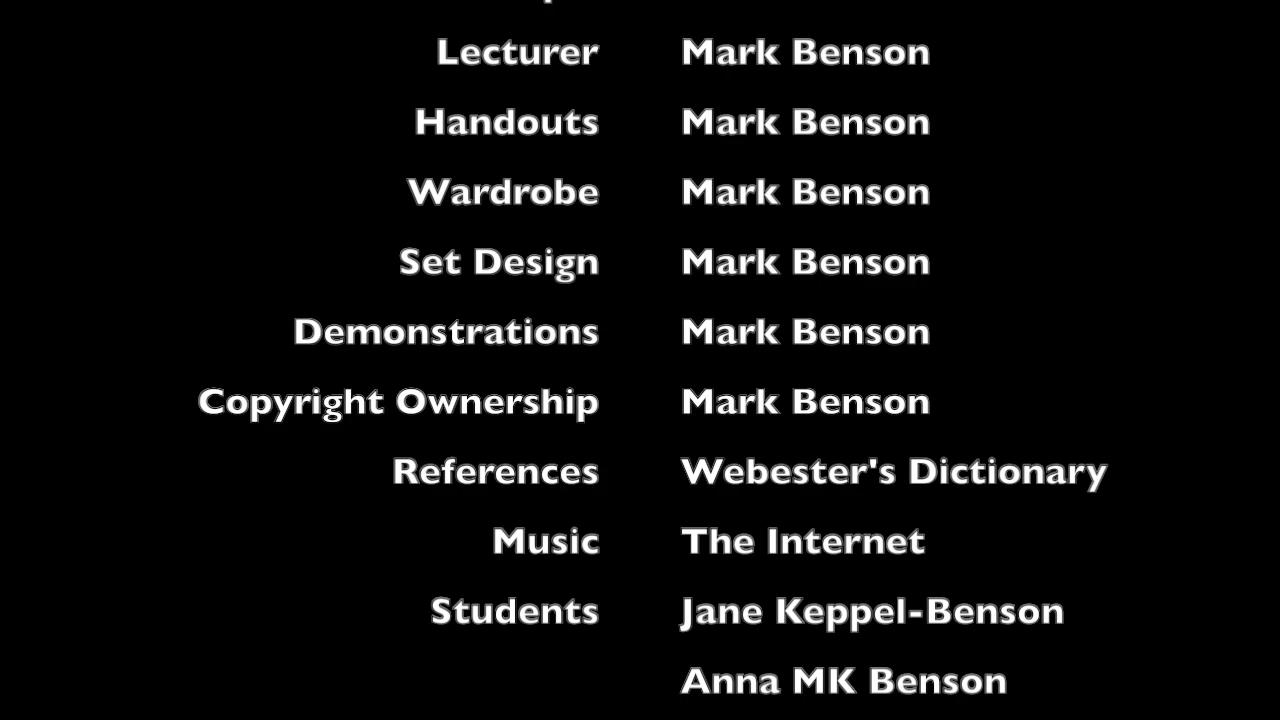 Lecturer Mark Benson
Handouts Mark Benson
Wardrobe Mark Benson
Set Design Mark Benson
Demonstrations Mark Benson
Copyright Ownership Mark Benson
References Webester's Dictionary
Music The Internet
Students Jane Keppel-Benson
Anna MK Benson